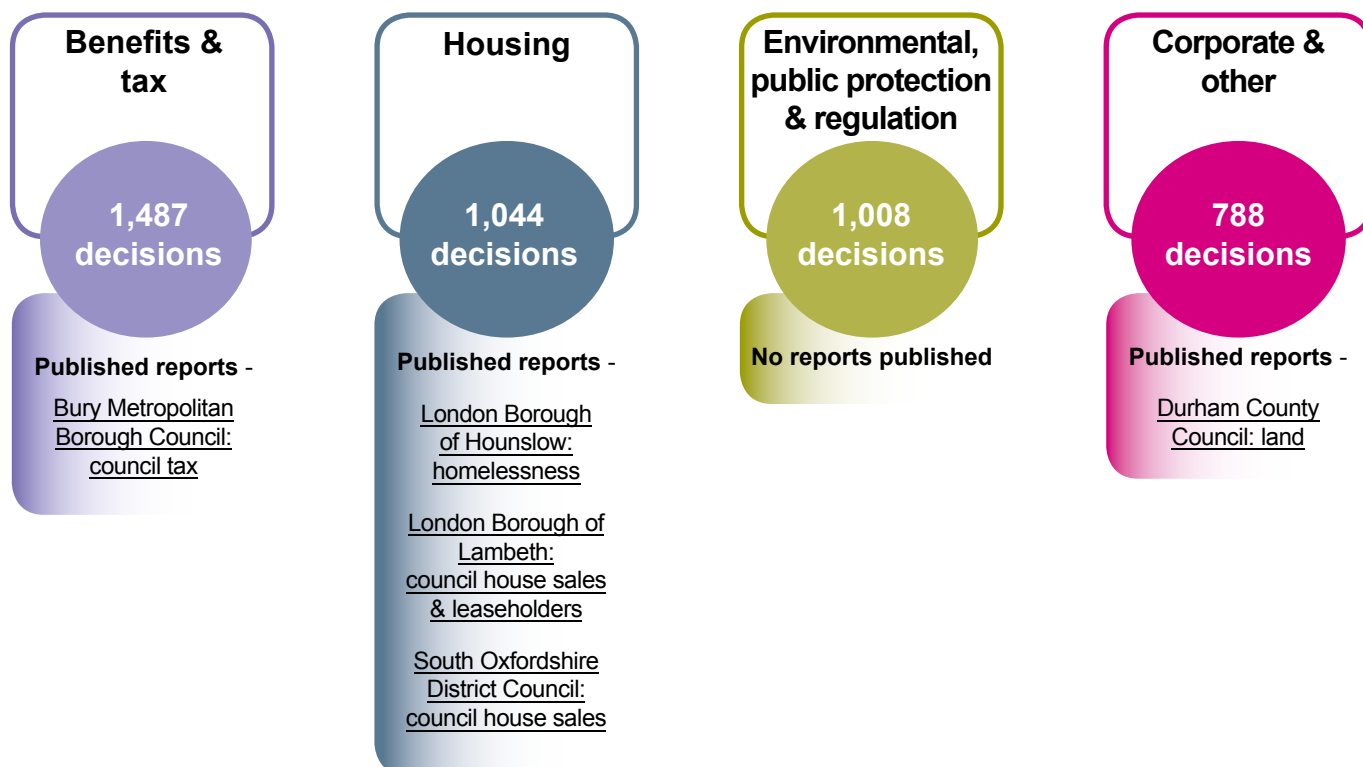 Benefits &
tax
1,487
decisions
Published reports -
Bury Metropolitan
Borough Council:
council tax
Housing
1,044
decisions
Published reports -
London Borough
of Hounslow:
homelessness
London Borough of
Lambeth:
council house sales
& leaseholders
South Oxfordshire
District Council:
council house sales
Environmental,
public protection
& regulation
1,008
decisions
No reports published
Corporate &
other
788
decisions
Published reports -
Durham County
Council: land